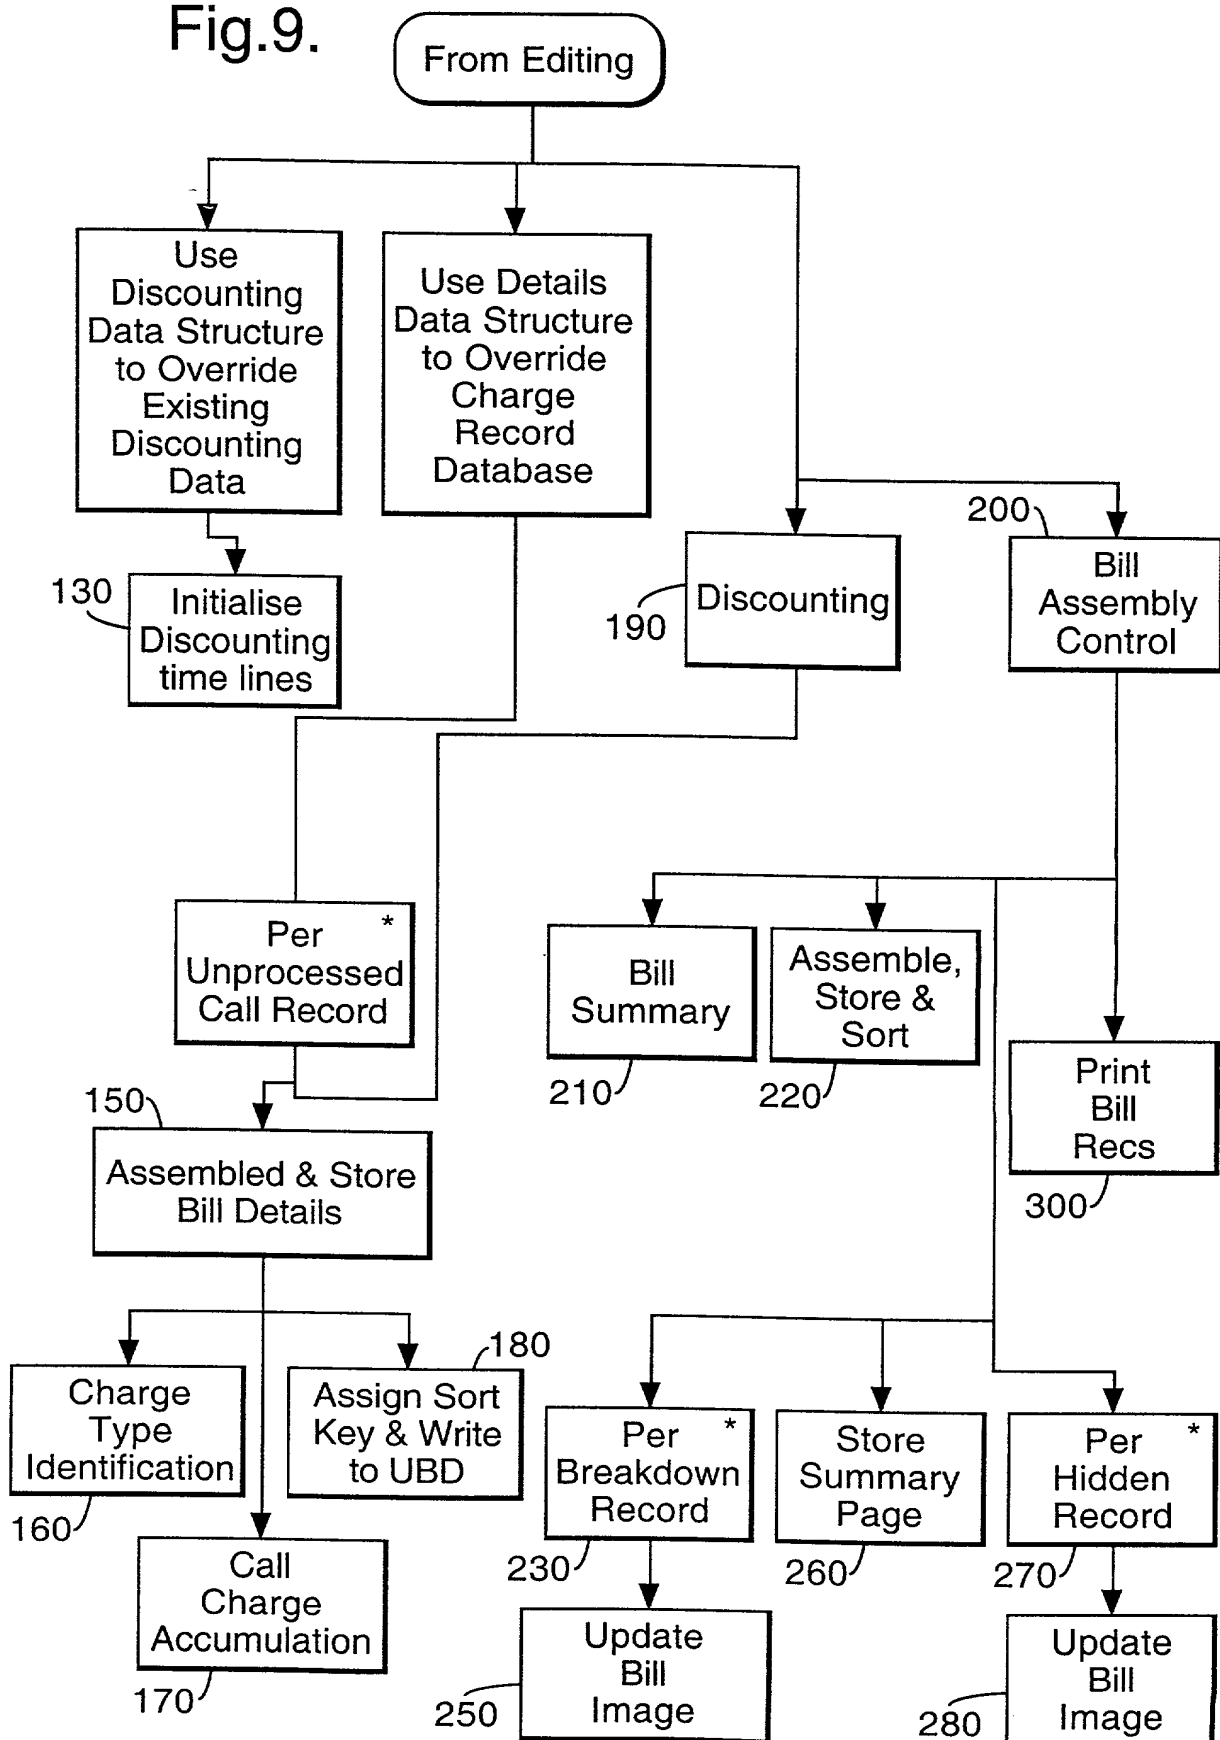 Fig.9.
From Editing
Use
Discounting
Data Structure
to Override
Existing
Discounting
Data
Use Details
Data Structure
to Override
Charge
Record
Database
130
Initialise
Discounting
time lines
190
Discounting
200
Bill
Assembly
Control
Per *
Unprocessed
Call Record
Bill
Summary
210
Assemble,
Store &
Sort
220
Print
Bill
Recs
300
150
Assembled & Store
Bill Details
Charge
Type
Identification
160
180
Assign Sort
Key & Write
to UBD
Call
Charge
Accumulation
170
Per *
Breakdown
Record
230
Store
Summary
Page
260
Per *
Hidden
Record
270
Update
Bill
Image
250
Update
Bill
Image
280